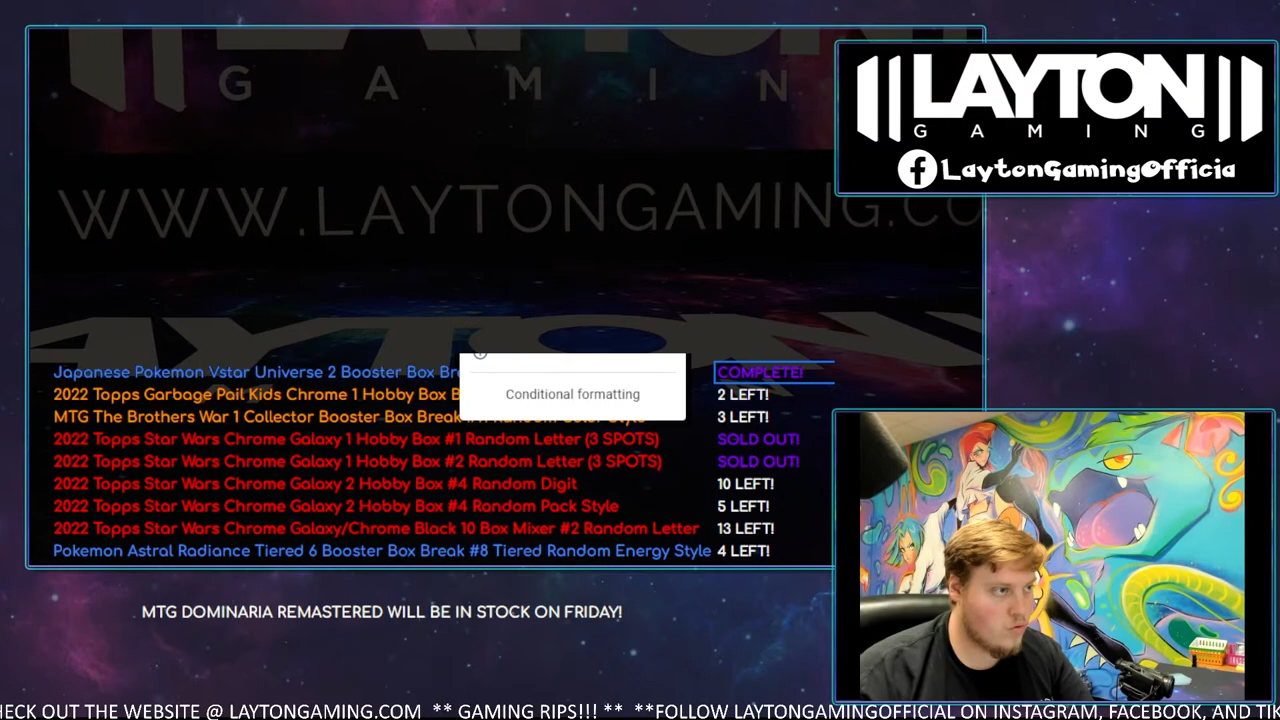 GAMIN
WWW.LAYTONGAMING.CO
AYTON
LAYTON
GAMING
LaytonGamingOfficia
Japanese Pokemon Vstar Universe 2 Booster Box COMPLETE!
2022 Topps Garbage Pail Kids Chrome 1 Hobby Box 2 LEFT!
Conditional formatting
MTG The Brothers War 1 Collector Booster Box Break 3 LEFT!
2022 Topps Star Wars Chrome Galaxy 1 Hobby Box #1 Random Letter (3 SPOTS) SOLD OUT!
2022 Topps Star Wars Chrome Galaxy 1 Hobby Box #2 Random Letter (3 SPOTS) SOLD OUT!
2022 Topps Star Wars Chrome Galaxy 2 Hobby Box #4 Random Digit 10 LEFT!
2022 Topps Star Wars Chrome Galaxy 2 Hobby Box #4 Random Pack Style 5 LEFT!
2022 Topps Star Wars Chrome Galaxy/Chrome Black 10 Box Mixer #2 Random Letter 13 LEFT!
Pokemon Astral Radiance Tiered 6 Booster Box Break #8 Tiered Random Energy Style 4 LEFT!
MTG DOMINARIA REMASTERED WILL BE IN STOCK ON FRIDAY!
HECK OUT THE WEBSITE @ LAYTONGAMING.COM ** GAMING RIPS!!! ** **FOLLOW LAYTONGAMINGOFFICIAL ON INSTAGRAM, FACEBOOK, AND TIK